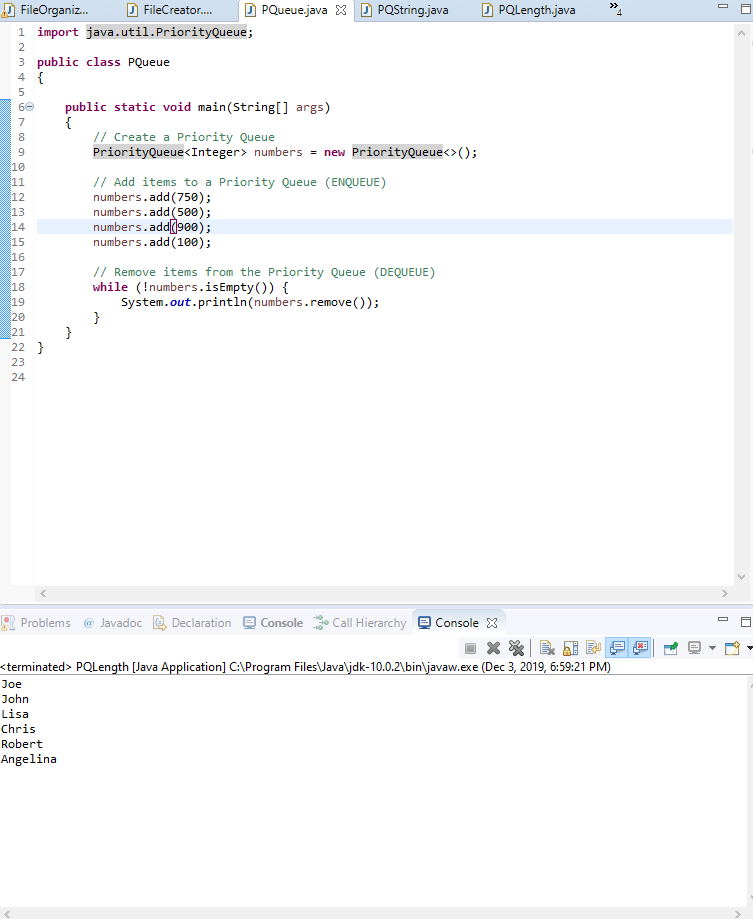 FileOrganiz... FileCreator.... PQueue.java PQString.java PQLength.java »4
1 import java.util.PriorityQueue;
2
3 public class PQueue
4 {
5
6 public static void main(String[] args)
7 {
8 // Create a Priority Queue
9 PriorityQueue<Integer> numbers = new PriorityQueue<>();
10
11 // Add items to a Priority Queue (ENQUEUE)
12 numbers.add(750);
13 numbers.add(500);
14 numbers.add(900);
15 numbers.add(100);
16
17 // Remove items from the Priority Queue (DEQUEUE)
18 while (!numbers.isEmpty()) {
19 System.out.println(numbers.remove());
20 }
21 }
22 }
23
24
Problems @ Javadoc Declaration Console Call Hierarchy Console
<terminated> PQLength [Java Application] C:\Program Files\Java\jdk-10.0.2\bin\javaw.exe (Dec 3, 2019, 6:59:21 PM)
Joe
John
Lisa
Chris
Robert
Angelina